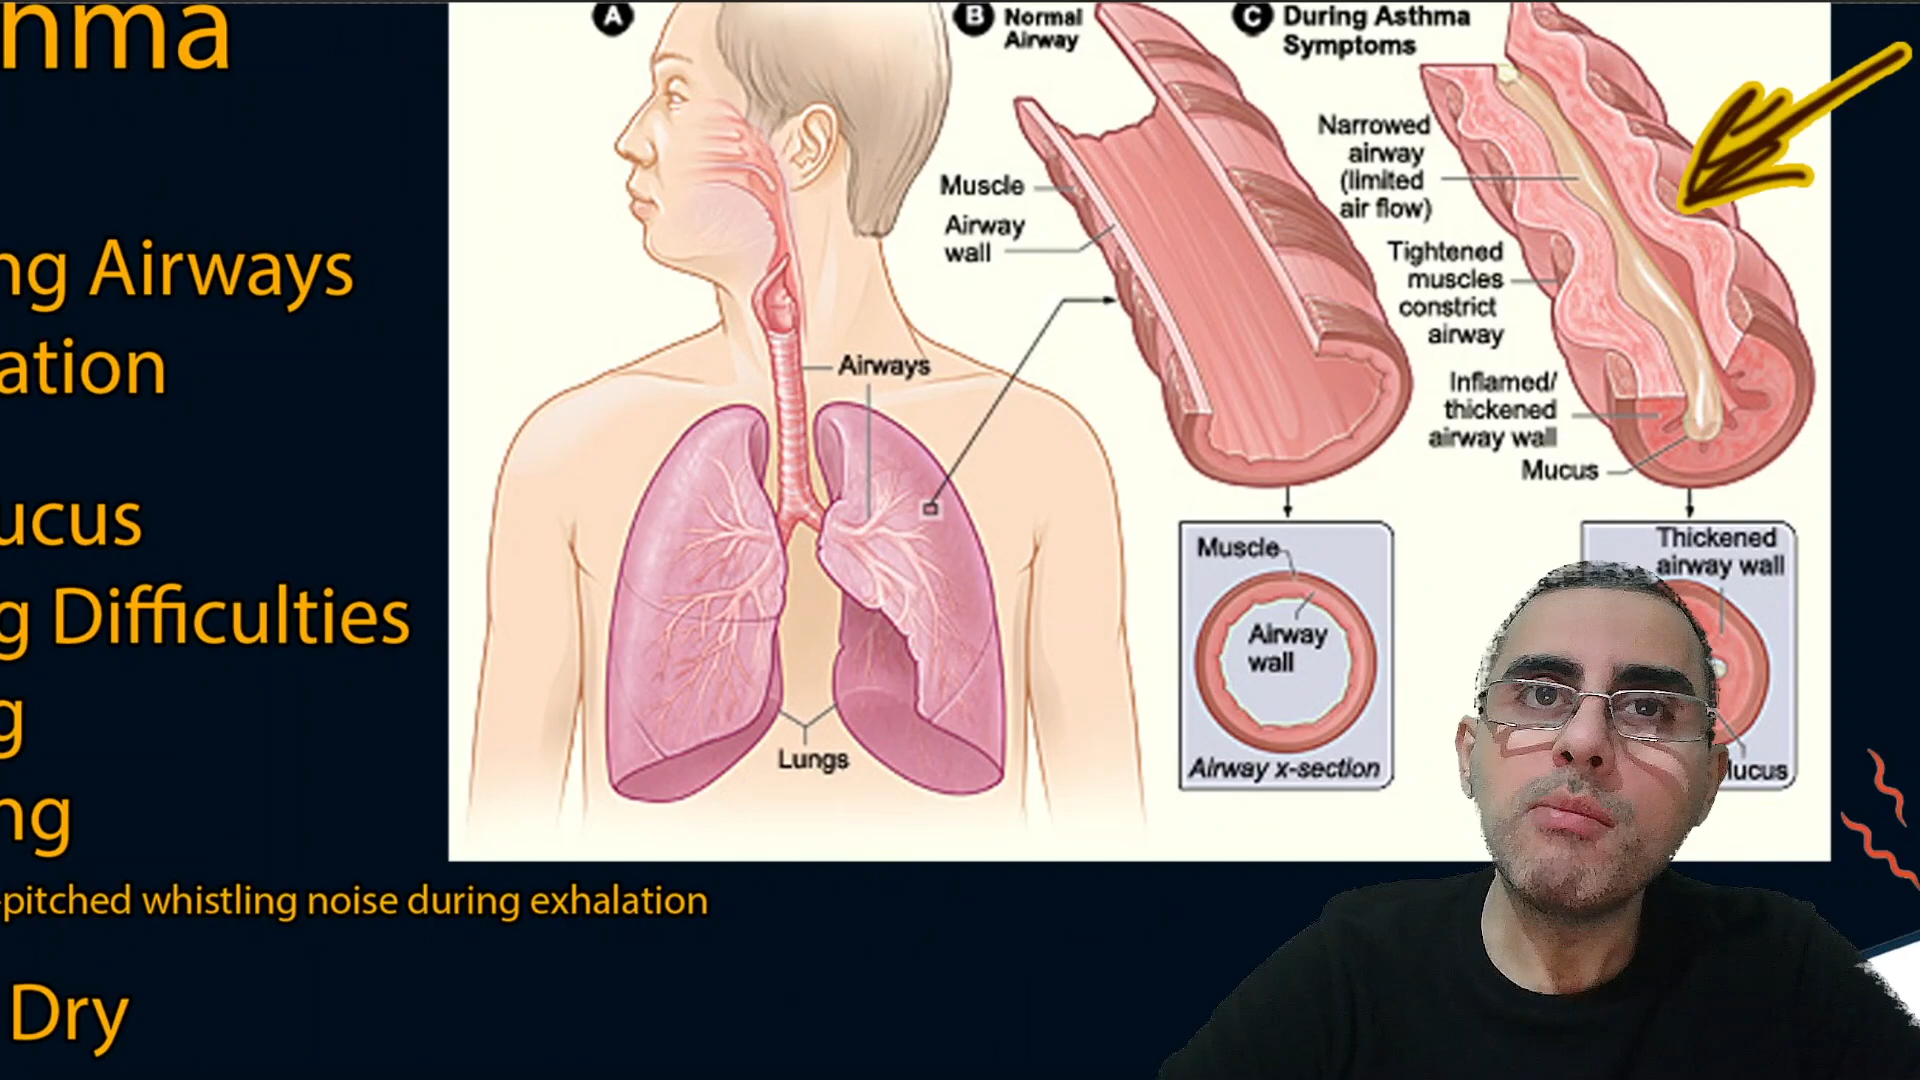 hma
ng Airways
ation
ucus
g Difficulties
g
ng
-pitched whistling noise during exhalation
Dry
A
B Normal
Airway
C During Asthma
Symptoms
Muscle
Airway
wall
Narrowed
airway
(limited
air flow)
Tightened
muscles
constrict
airway
Inflamed/
thickened
airway wall
Mucus
Airways
Lungs
Muscle
Airway
wall
Airway x-section
Thickened
airway wall
lucus